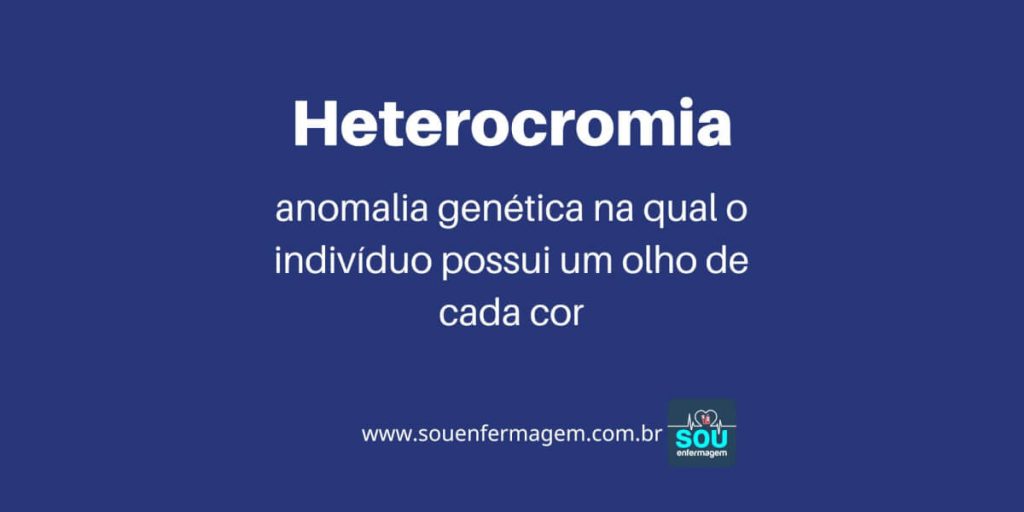 Heterocromia
anomalia genética na qual o
indivíduo possui um olho de
cada cor
www.souenfermagem.com.br
SOU
enfermagem